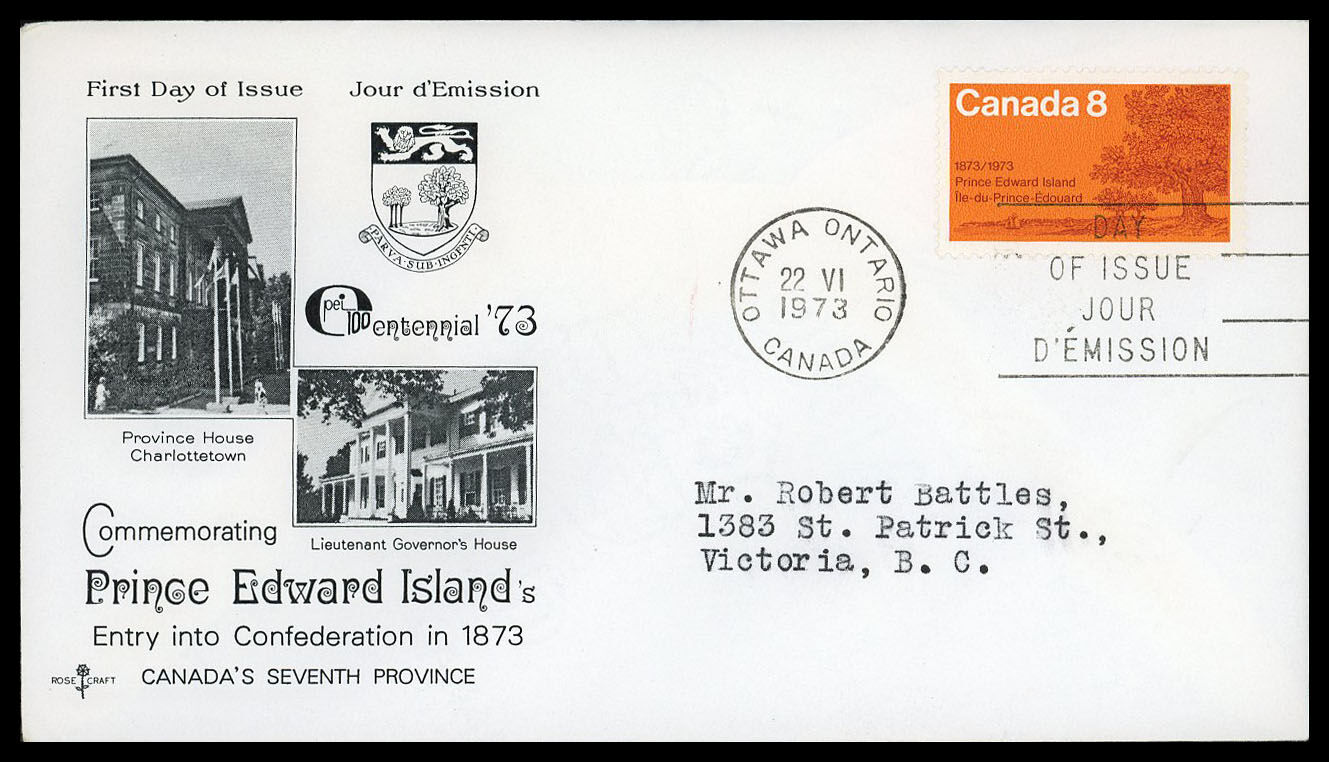 First Day of Issue Jour d'Emission
PARVA·SUB·INGENTI
pei 100
Centennial '73
Province House
Charlottetown
Lieutenant Governor's House
Commemorating
Prince Edward Island's
Entry into Confederation in 1873
CANADA'S SEVENTH PROVINCE
ROSE CRAFT
Canada 8
1873/1973
Prince Edward Island
Île-du-Prince-Édouard
OTTAWA ONTARIO
22 VI
1973
CANADA
DAY
OF ISSUE
JOUR
D'ÉMISSION
Mr. Robert Battles,
1383 St. Patrick St.,
Victoria, B. C.